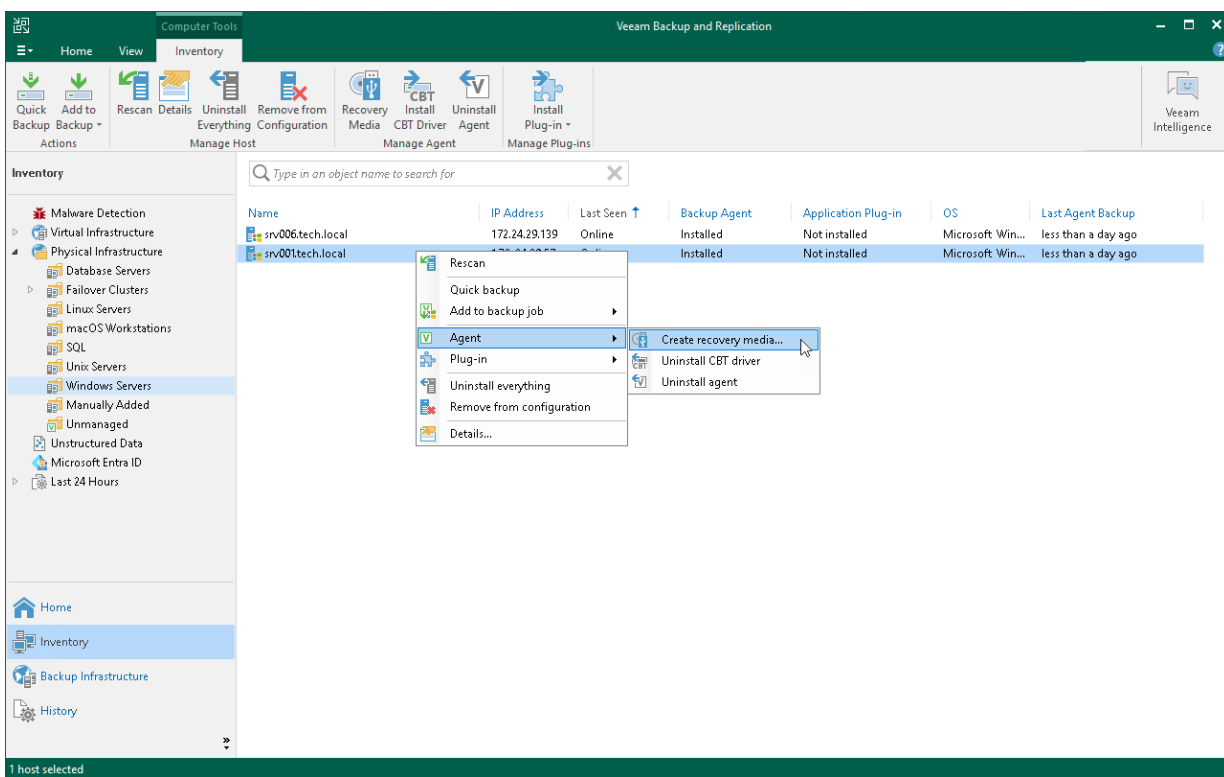 Computer Tools
Veeam Backup and Replication
Home
View
Inventory
Quick Backup
Add to Backup
Rescan
Details
Uninstall Everything
Remove from Configuration
Recovery Media
Install CBT Driver
Uninstall Agent
Install Plug-in
Veeam Intelligence
Actions
Manage Host
Manage Agent
Manage Plug-ins
Inventory
Type in an object name to search for
Malware Detection
Virtual Infrastructure
Physical Infrastructure
Database Servers
Failover Clusters
Linux Servers
macOS Workstations
SQL
Unix Servers
Windows Servers
Manually Added
Unmanaged
Unstructured Data
Microsoft Entra ID
Last 24 Hours
Name IP Address Last Seen Backup Agent Application Plug-in OS Last Agent Backup
srv006.tech.local 172.24.29.139 Online Installed Not installed Microsoft Win... less than a day ago
srv001.tech.local Installed Not installed Microsoft Win... less than a day ago
Rescan
Quick backup
Add to backup job
Agent
Plug-in
Uninstall everything
Remove from configuration
Details...
Create recovery media...
CBT Uninstall CBT driver
Uninstall agent
Home
Inventory
Backup Infrastructure
History
1 host selected